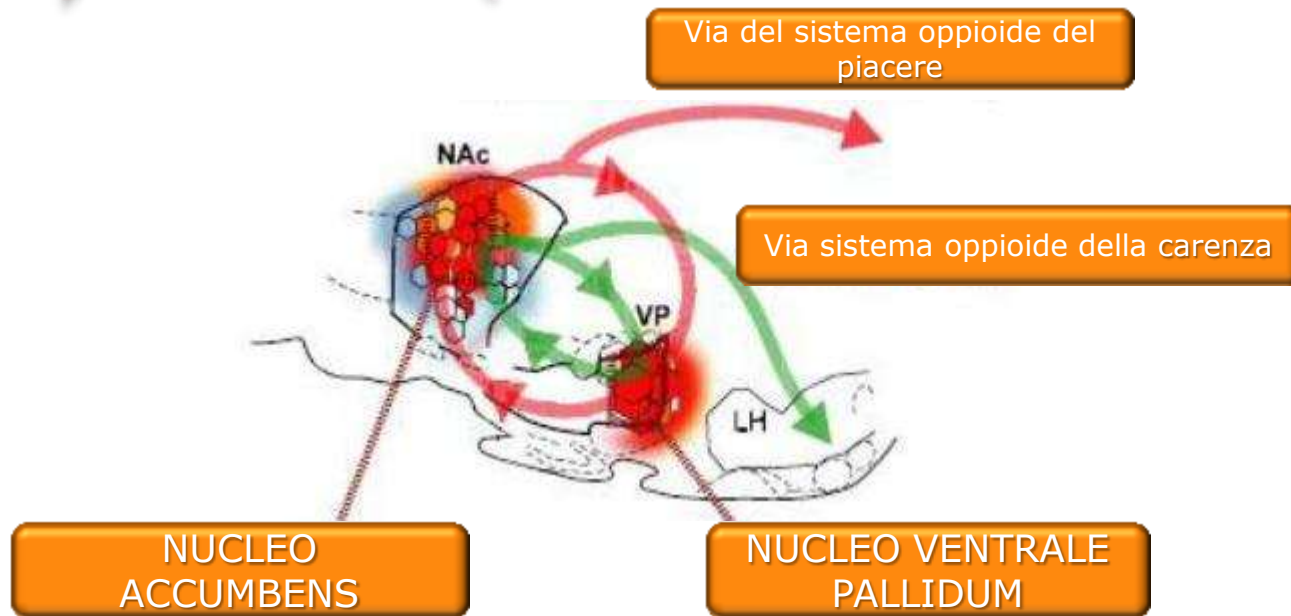 Via del sistema oppioide del
piacere
NAc
Via sistema oppioide della carenza
VP
LH
NUCLEO
ACCUMBENS
NUCLEO VENTRALE
PALLIDUM